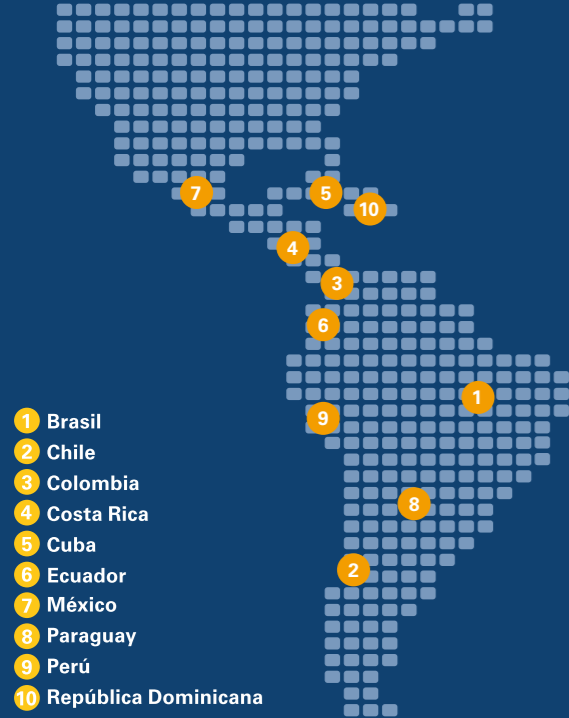 7
5
10
4
3
6
1
9
8
2
1 Brasil
2 Chile
3 Colombia
4 Costa Rica
5 Cuba
6 Ecuador
7 México
8 Paraguay
9 Perú
10 República Dominicana